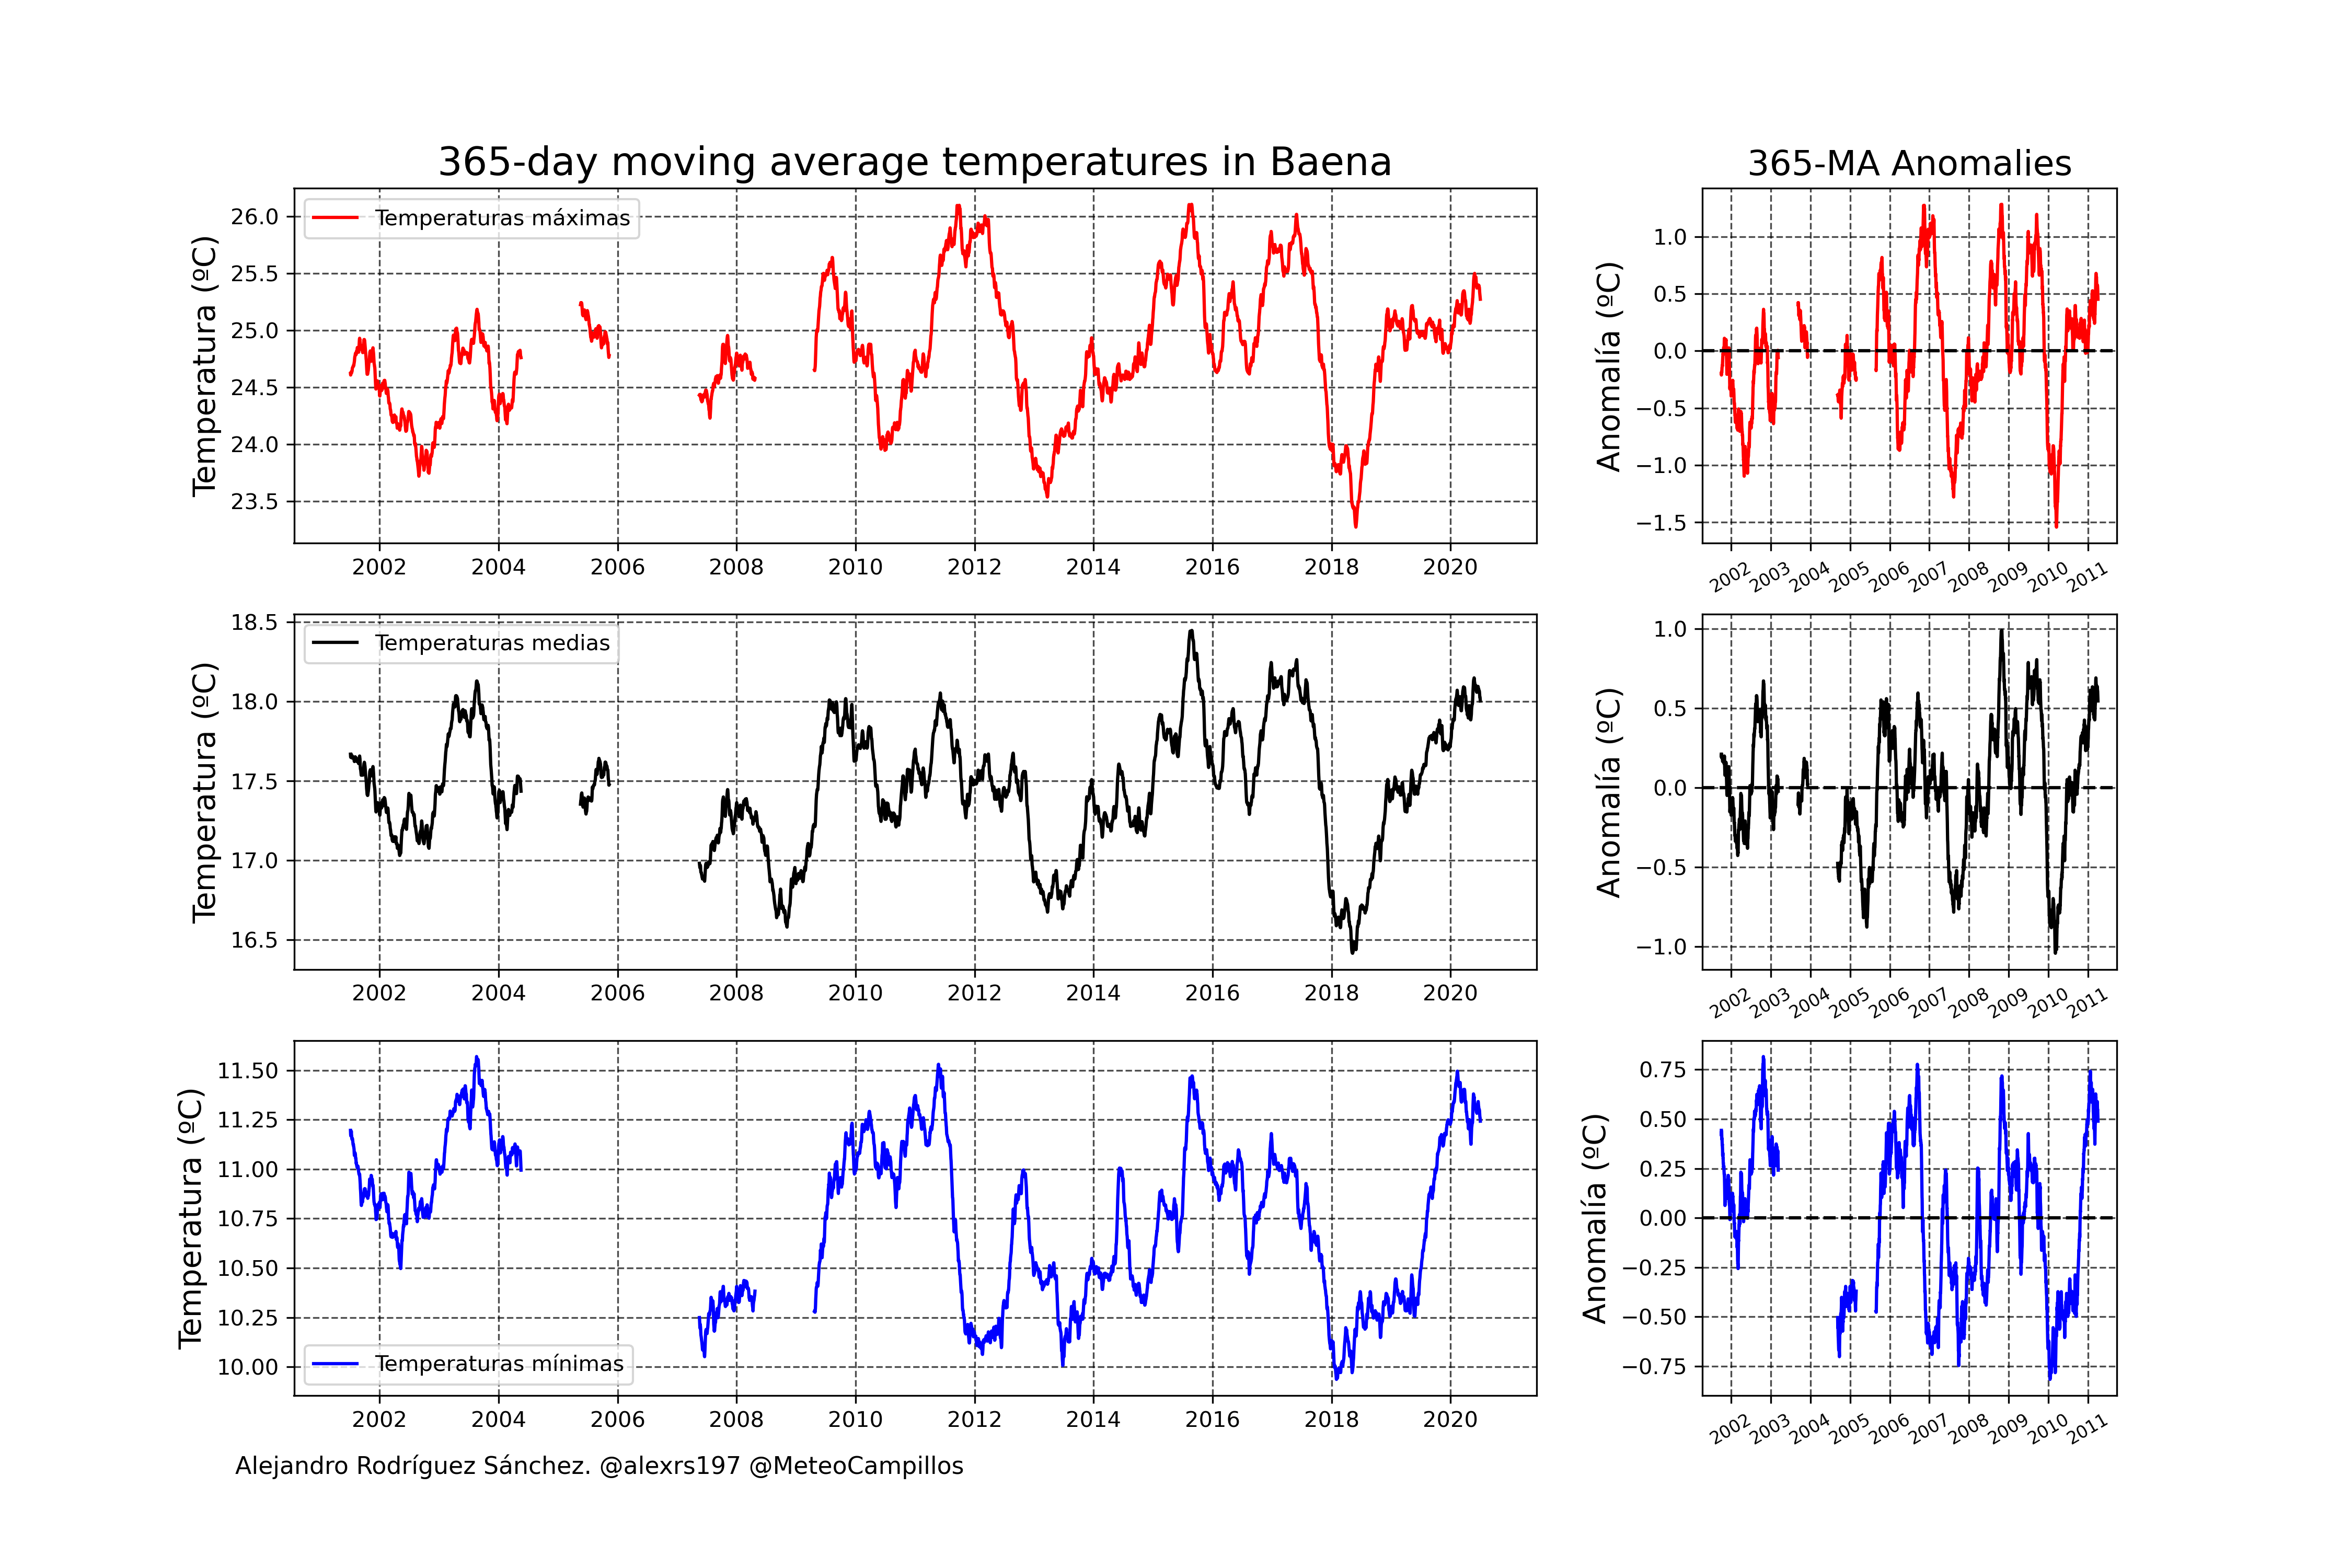 365-day moving average temperatures in Baena
Temperatura (ºC)
26.0
25.5
25.0
24.5
24.0
23.5
Temperaturas máximas
2002 2004 2006 2008 2010 2012 2014 2016 2018 2020
365-MA Anomalies
Anomalía (ºC)
1.0
0.5
0.0
−0.5
−1.0
−1.5
2002 2003 2004 2005 2006 2007 2008 2009 2010 2011
Temperatura (ºC)
18.5
18.0
17.5
17.0
16.5
Temperaturas medias
2002 2004 2006 2008 2010 2012 2014 2016 2018 2020
Anomalía (ºC)
1.0
0.5
0.0
−0.5
−1.0
2002 2003 2004 2005 2006 2007 2008 2009 2010 2011
Temperatura (ºC)
11.50
11.25
11.00
10.75
10.50
10.25
10.00
Temperaturas mínimas
2002 2004 2006 2008 2010 2012 2014 2016 2018 2020
Anomalía (ºC)
0.75
0.50
0.25
0.00
−0.25
−0.50
−0.75
2002 2003 2004 2005 2006 2007 2008 2009 2010 2011
Alejandro Rodríguez Sánchez. @alexrs197 @MeteoCampillos